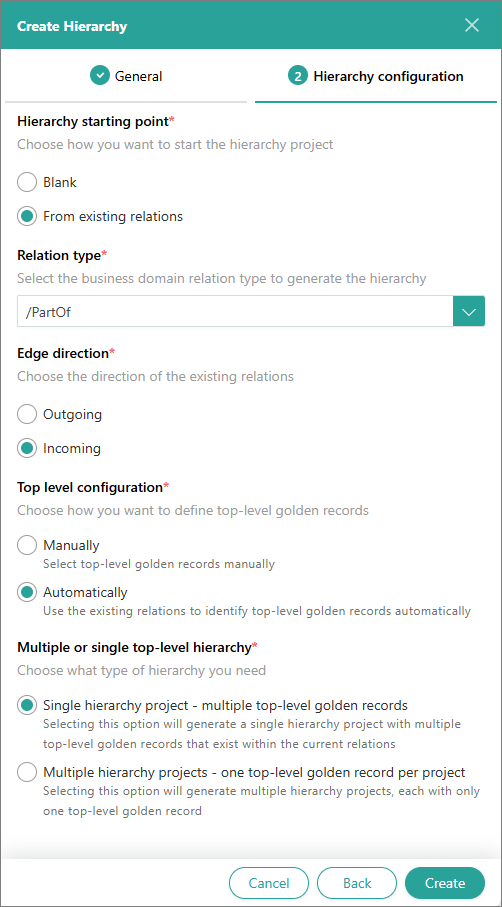 Create Hierarchy
General
2 Hierarchy configuration
Hierarchy starting point*
Choose how you want to start the hierarchy project
Blank
From existing relations
Relation type*
Select the business domain relation type to generate the hierarchy
/PartOf
Edge direction*
Choose the direction of the existing relations
Outgoing
Incoming
Top level configuration*
Choose how you want to define top-level golden records
Manually
Select top-level golden records manually
Automatically
Use the existing relations to identify top-level golden records automatically
Multiple or single top-level hierarchy*
Choose what type of hierarchy you need
Single hierarchy project - multiple top-level golden records
Selecting this option will generate a single hierarchy project with multiple
top-level golden records that exist within the current relations
Multiple hierarchy projects - one top-level golden record per project
Selecting this option will generate multiple hierarchy projects, each with only
one top-level golden record
Cancel
Back
Create